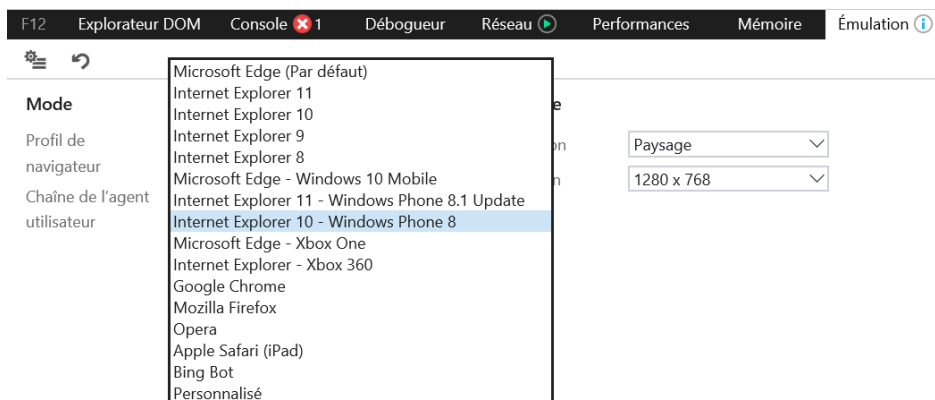 F12 Explorateur DOM Console 1 Débogueur Réseau Performances Mémoire Émulation
Mode
Profil de
navigateur
Chaîne de l'agent
utilisateur
Microsoft Edge (Par défaut)
Internet Explorer 11
Internet Explorer 10
Internet Explorer 9
Internet Explorer 8
Microsoft Edge - Windows 10 Mobile
Internet Explorer 11 - Windows Phone 8.1 Update
Internet Explorer 10 - Windows Phone 8
Microsoft Edge - Xbox One
Internet Explorer - Xbox 360
Google Chrome
Mozilla Firefox
Opera
Apple Safari (iPad)
Bing Bot
Personnalisé
Paysage
1280 x 768